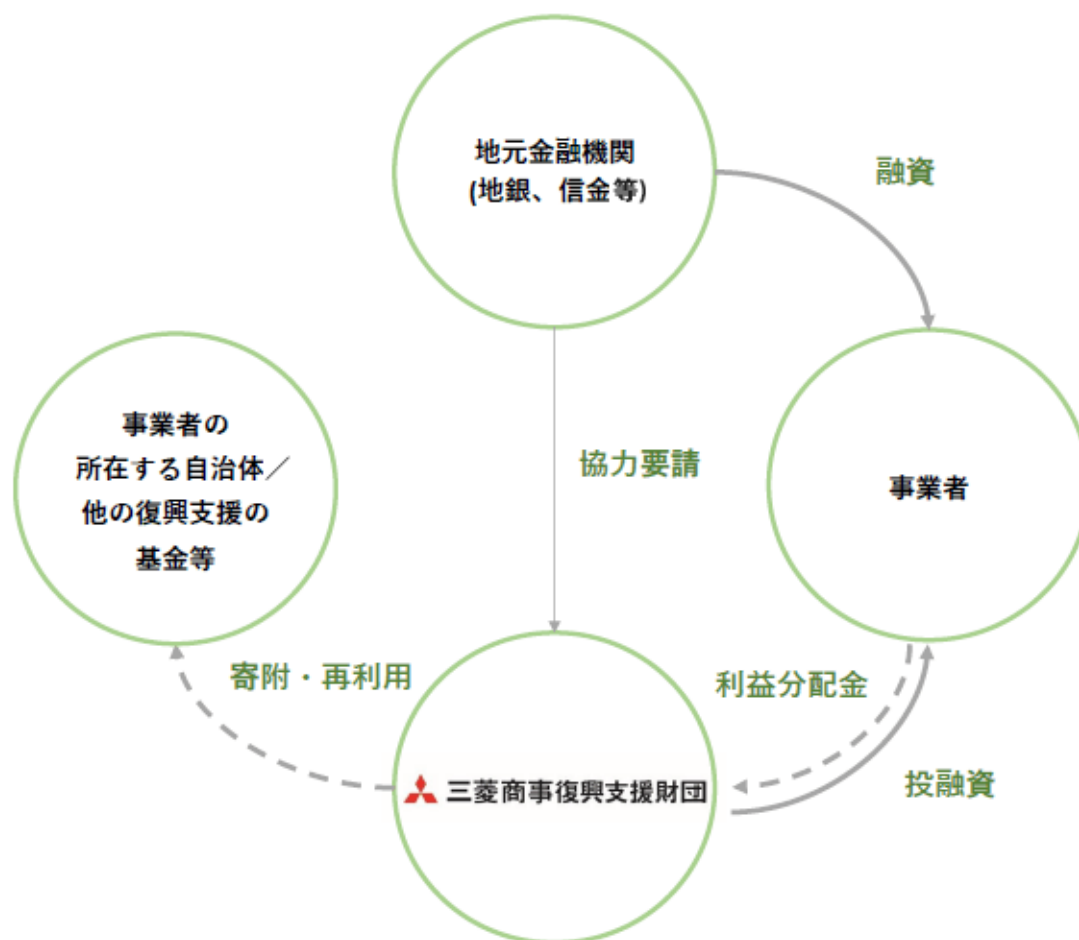 地元金融機関
(地銀、信金等)
融資
事業者の
所在する自治体／
他の復興支援の
基金等
協力要請
事業者
寄附・再利用
利益分配金
三菱商事復興支援財団
投融資